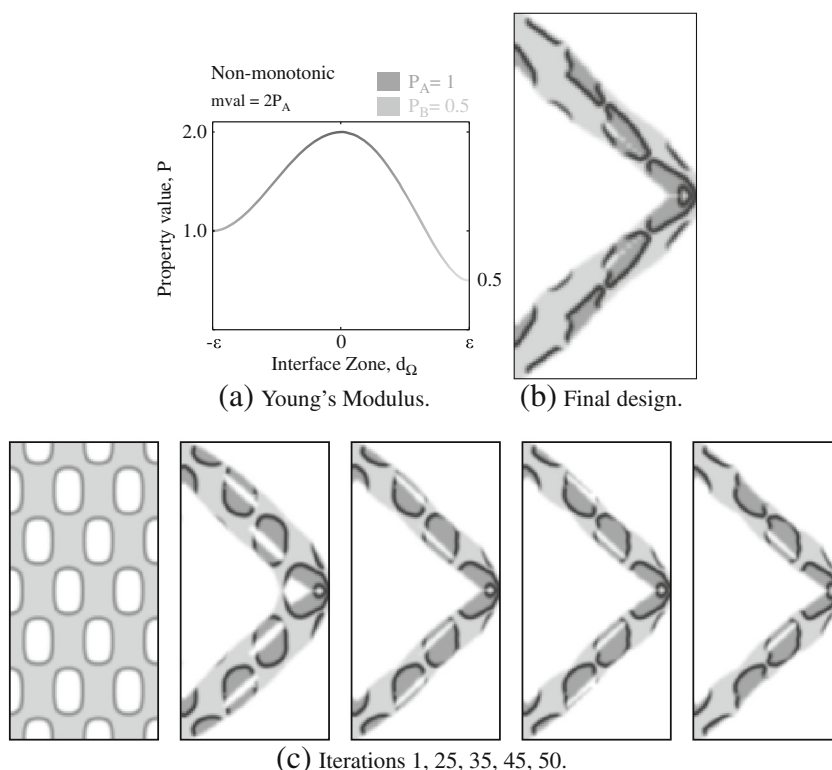 Non-monotonic
mval = 2P_A
P_A= 1
P_B= 0.5
2.0
1.0
0.5
Property value, P
-ε 0 ε
Interface Zone, d_Ω
(a) Young's Modulus.
(b) Final design.
(c) Iterations 1, 25, 35, 45, 50.